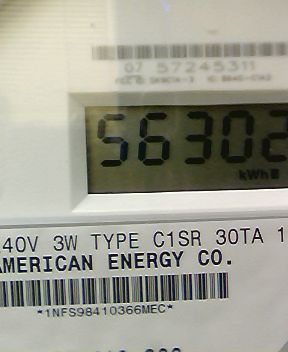 07 57245311
56302
kWh
40V 3W TYPE C1SR 30TA 1
AMERICAN ENERGY CO.
*1NFS98410366MEC*